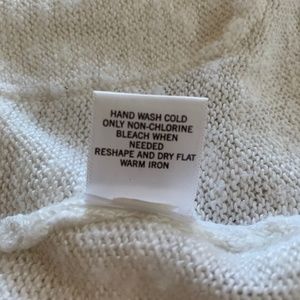 HAND WASH COLD
ONLY NON-CHLORINE
BLEACH WHEN
NEEDED
RESHAPE AND DRY FLAT
WARM IRON